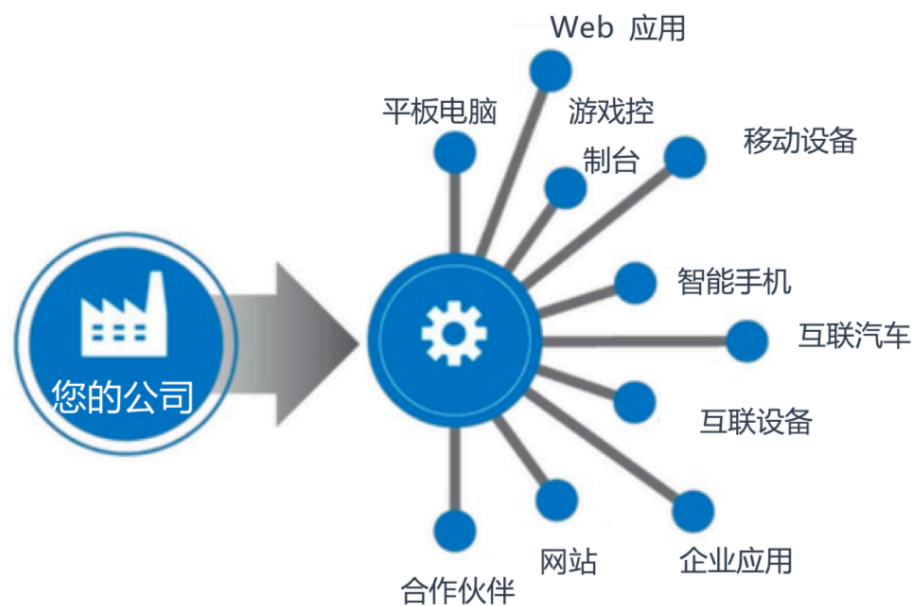 Web 应用
平板电脑
游戏控
制台
移动设备
智能手机
互联汽车
您的公司
互联设备
企业应用
网站
合作伙伴